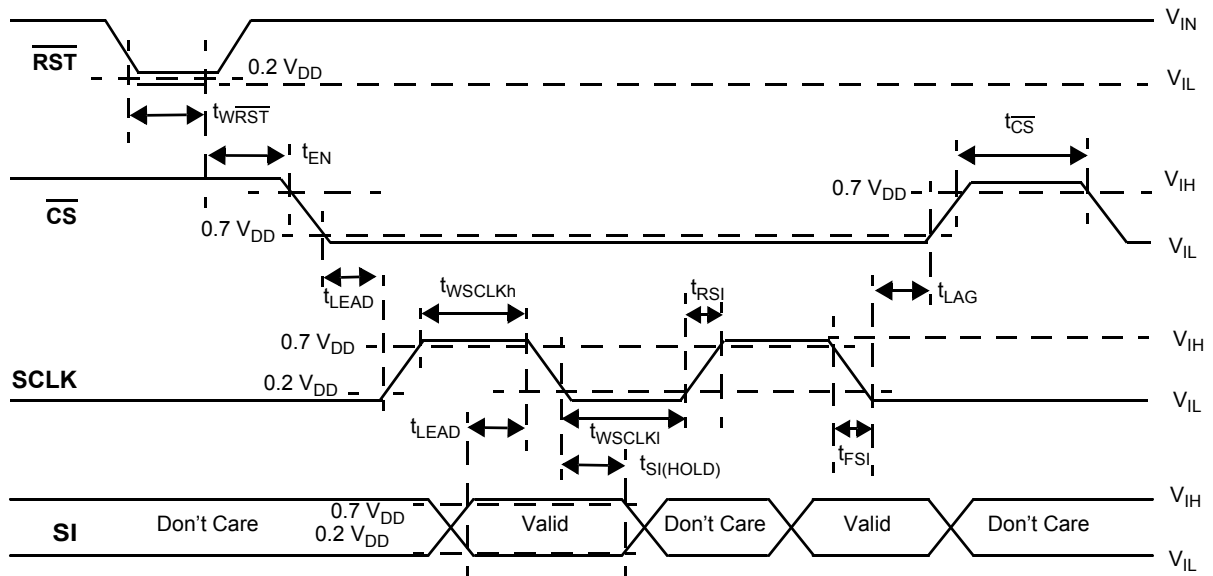 V_IN
RST
0.2 V_DD
V_IL
t_WRST
t_CS
t_EN
0.7 V_DD
V_IH
CS
0.7 V_DD
V_IL
t_LEAD
t_WSCLKh
t_RSI
t_LAG
0.7 V_DD
V_IH
SCLK
0.2 V_DD
V_IL
t_LEAD
t_WSCLKl
t_FSI
t_SI(HOLD)
V_IH
0.7 V_DD
SI
Don't Care
Valid
Don't Care
Valid
Don't Care
0.2 V_DD
V_IL